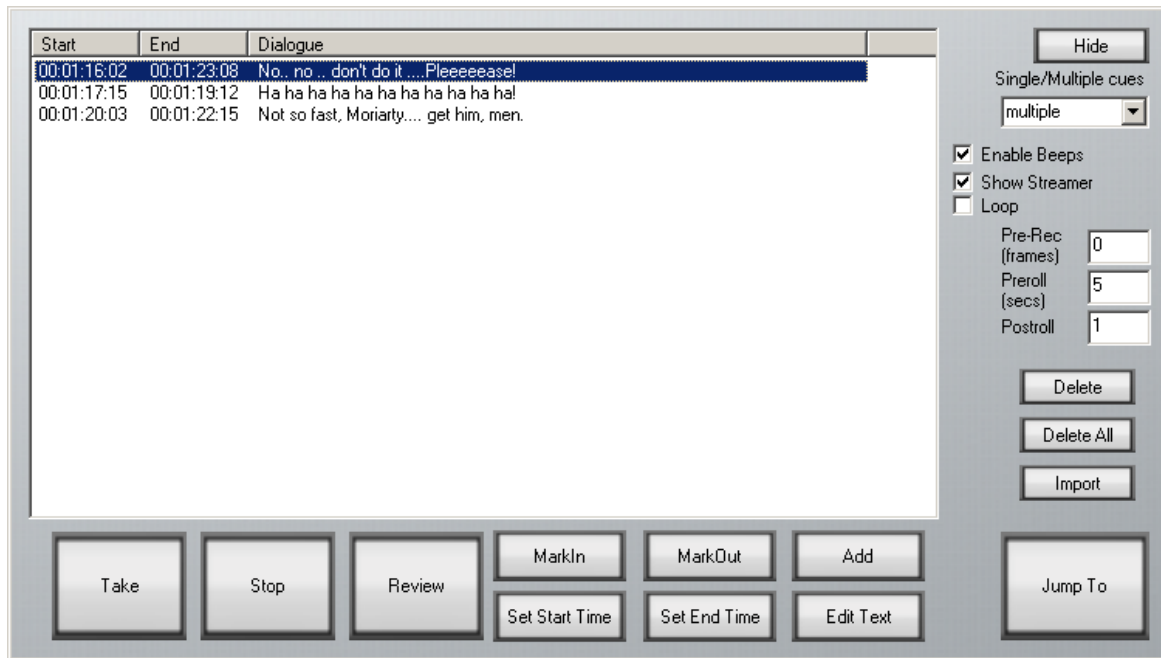 Start End Dialogue
00:01:16:02 00:01:23:08 No.. no .. don't do it ....Pleeeeease!
00:01:17:15 00:01:19:12 Ha ha ha ha ha ha ha ha ha ha ha!
00:01:20:03 00:01:22:15 Not so fast, Moriarty.... get him, men.
Hide
Single/Multiple cues
multiple
Enable Beeps
Show Streamer
Loop
Pre-Rec
(frames)
0
Preroll
(secs)
5
Postroll
1
Delete
Delete All
Import
Take
Stop
Review
MarkIn
MarkOut
Add
Set Start Time
Set End Time
Edit Text
Jump To